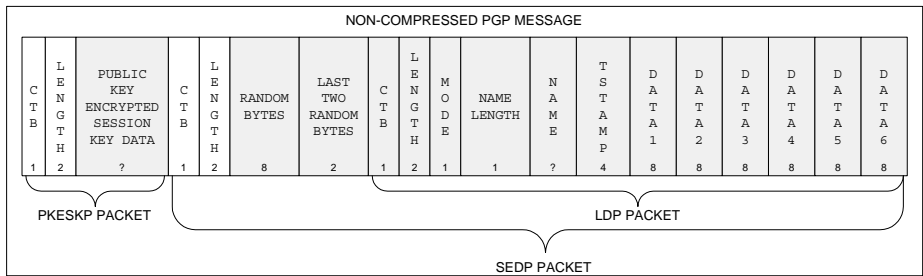 NON-COMPRESSED PGP MESSAGE
CTB
LENGTH
PUBLIC
KEY
ENCRYPTED
SESSION
KEY DATA
CTB
LENGTH
RANDOM
BYTES
LAST
TWO
RANDOM
BYTES
CTB
LENGTH
MODE
NAME
LENGTH
NAME
TSTAMP
DATA1
DATA2
DATA3
DATA4
DATA5
DATA6
1 2 ? 1 2 8 2 1 2 1 1 ? 4 8 8 8 8 8 8
PKESKP PACKET
LDP PACKET
SEDP PACKET